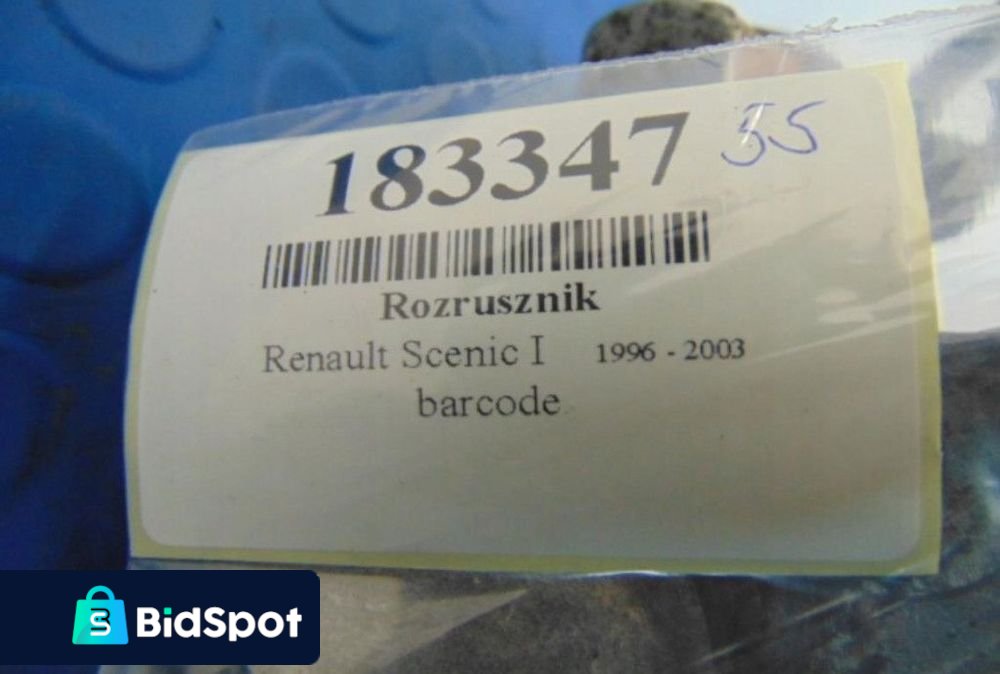 183347 55
Rozrusznik
Renault Scenic I 1996 - 2003
barcode
BidSpot